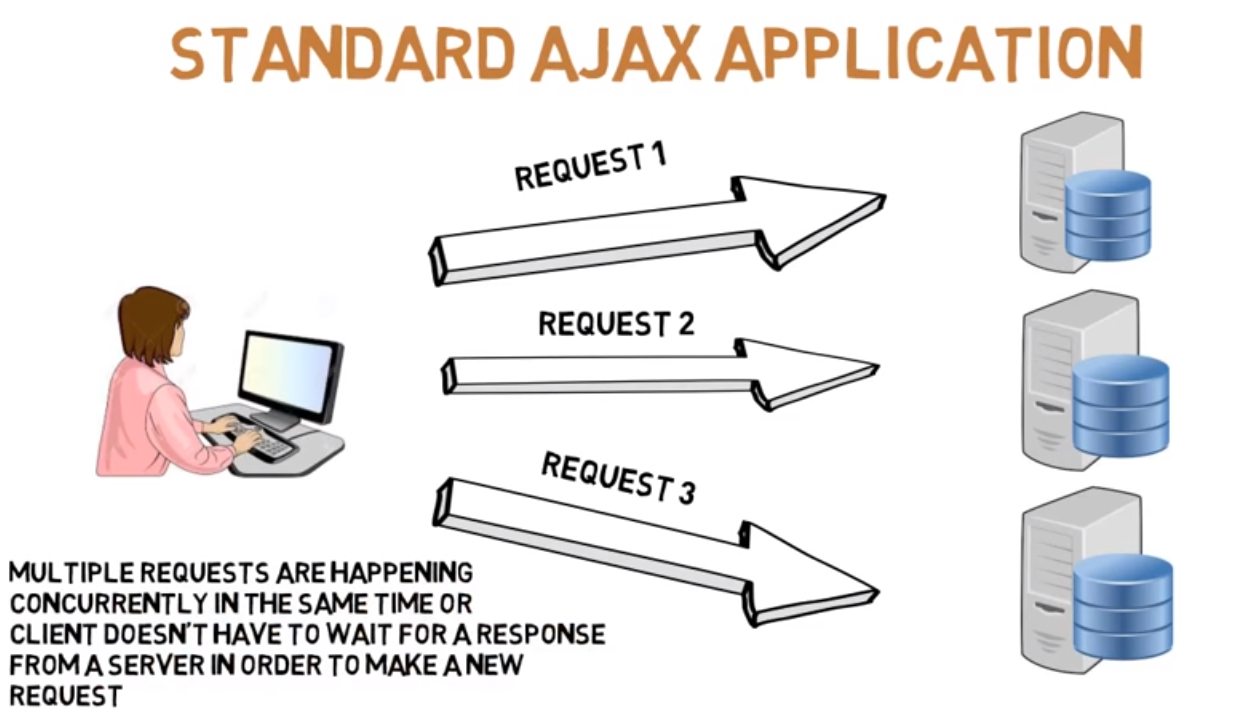 STANDARD AJAX APPLICATION
REQUEST 1
REQUEST 2
REQUEST 3
MULTIPLE REQUESTS ARE HAPPENING
CONCURRENTLY IN THE SAME TIME OR
CLIENT DOESN'T HAVE TO WAIT FOR A RESPONSE
FROM A SERVER IN ORDER TO MAKE A NEW
REQUEST